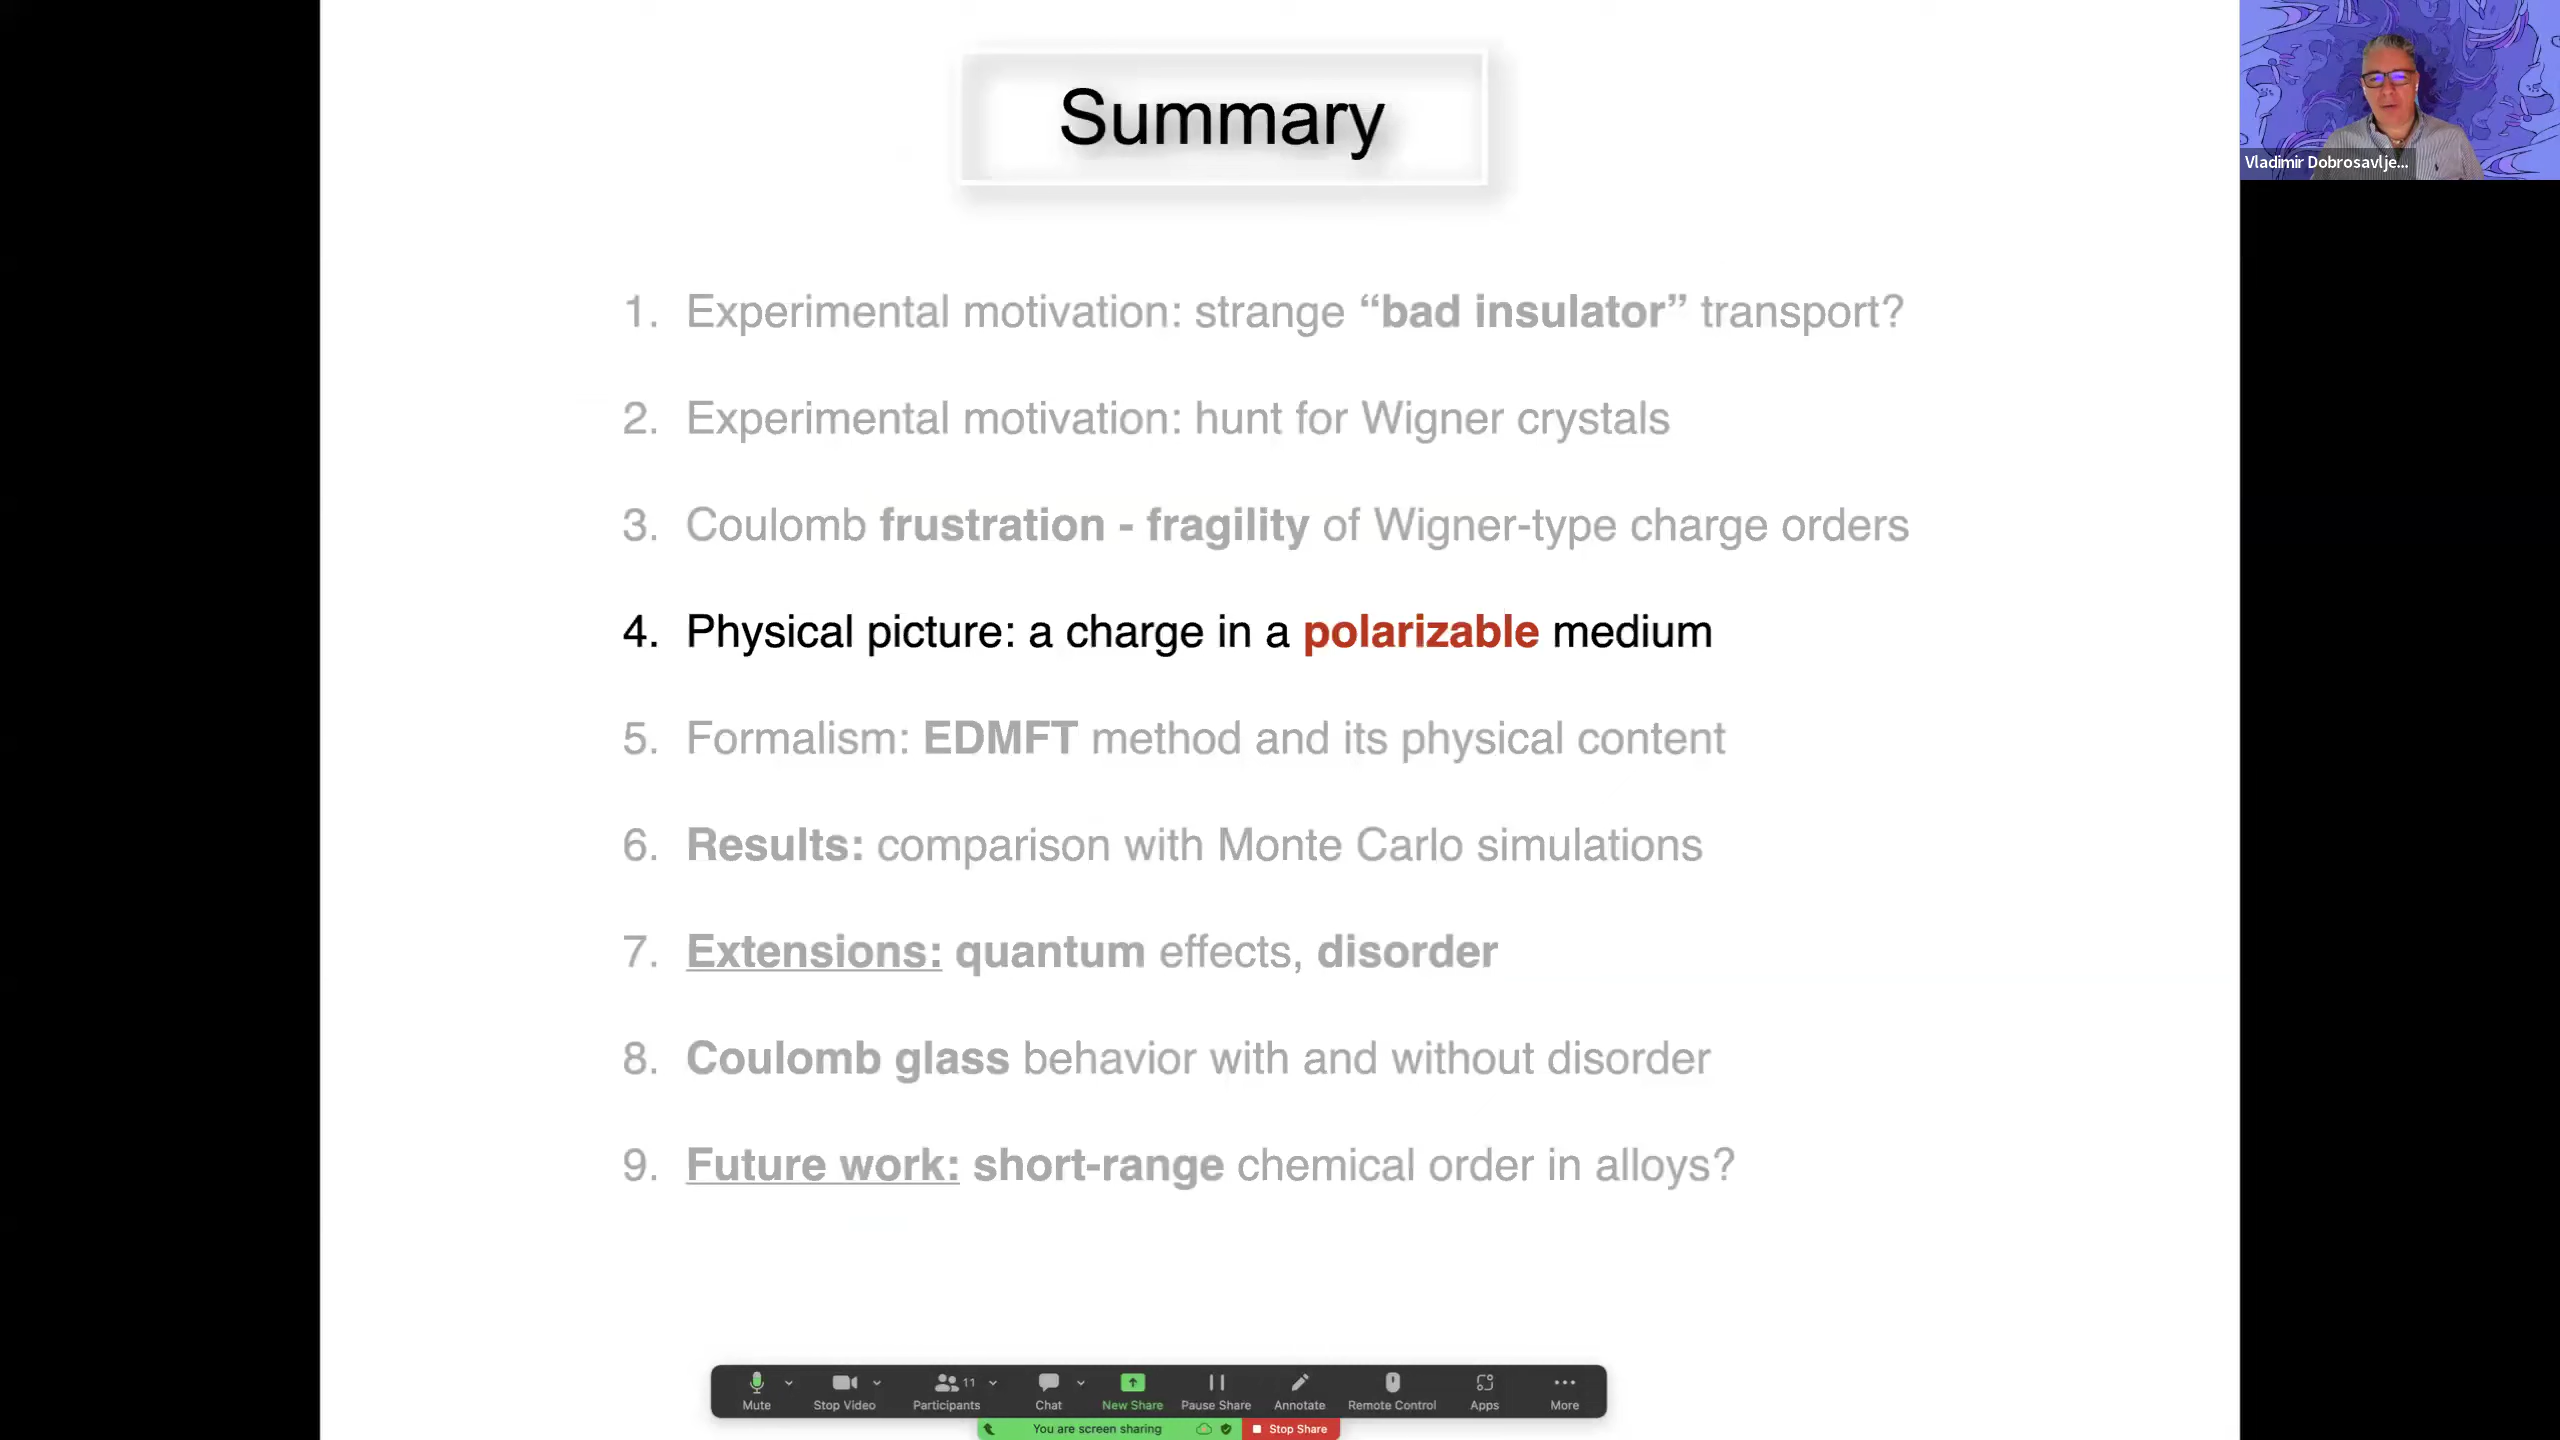 Summary
Vladimir Dobrosavlje...
1. Experimental motivation: strange “bad insulator” transport?
2. Experimental motivation: hunt for Wigner crystals
3. Coulomb frustration - fragility of Wigner-type charge orders
4. Physical picture: a charge in a polarizable medium
5. Formalism: EDMFT method and its physical content
6. Results: comparison with Monte Carlo simulations
7. Extensions: quantum effects, disorder
8. Coulomb glass behavior with and without disorder
9. Future work: short-range chemical order in alloys?
11
Mute Stop Video Participants Chat New Share Pause Share Annotate Remote Control Apps More
You are screen sharing Stop Share